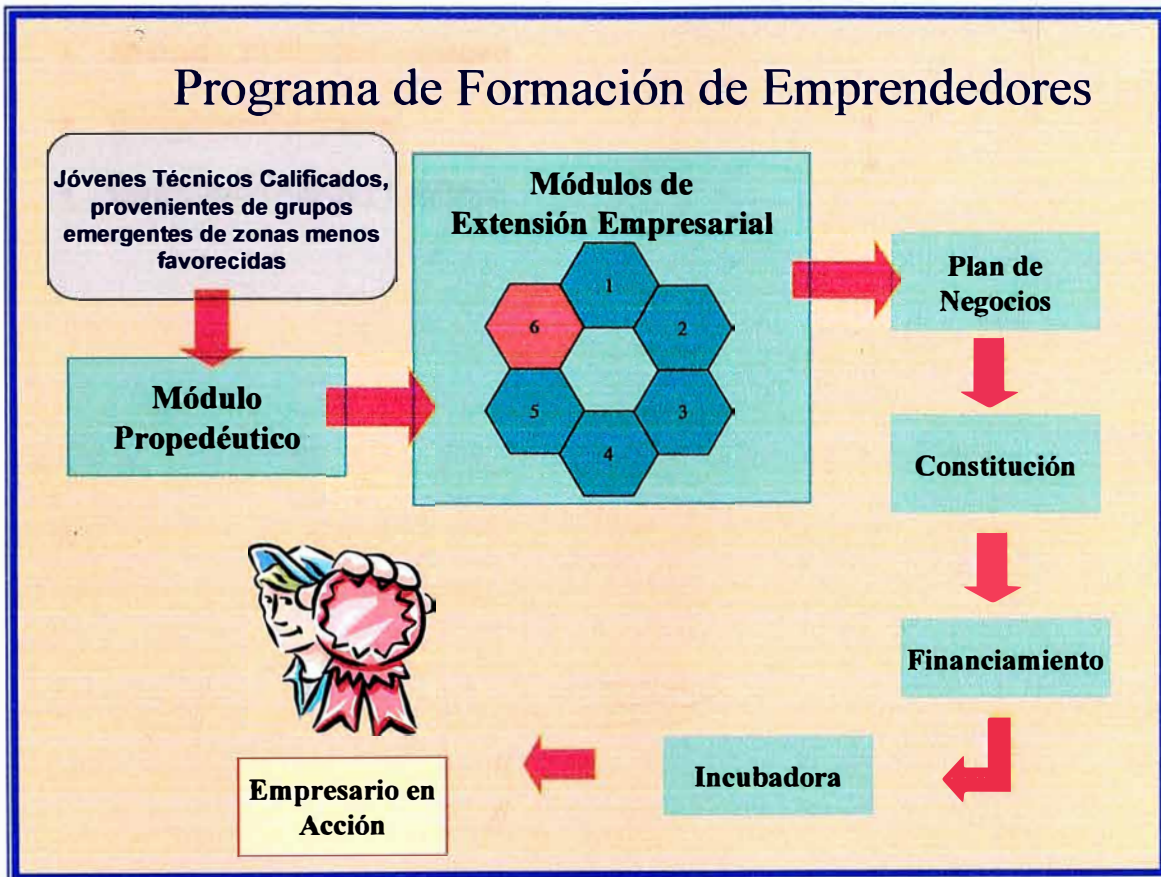 Programa de Formación de Emprendedores
Jóvenes Técnicos Calificados,
provenientes de grupos
emergentes de zonas menos
favorecidas
Módulo
Propedéutico
Módulos de
Extensión Empresarial
1
2
3
4
5
6
Plan de
Negocios
Constitución
Financiamiento
Incubadora
Empresario en
Acción